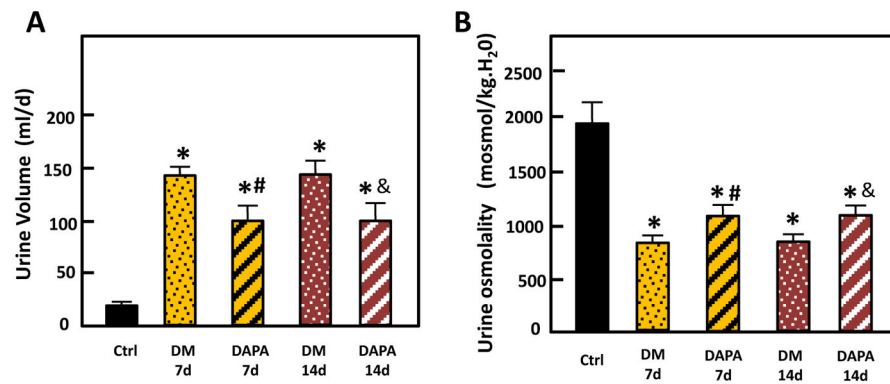 A
Urine Volume (ml/d)
200
150
100
50
0
*
*#
*
*&
Ctrl
DM
7d
DAPA
7d
DM
14d
DAPA
14d
B
Urine osmolality (mosmol/kg.H₂0)
2500
2000
1500
1000
500
0
*
*#
*
*&
Ctrl
DM
7d
DAPA
7d
DM
14d
DAPA
14d